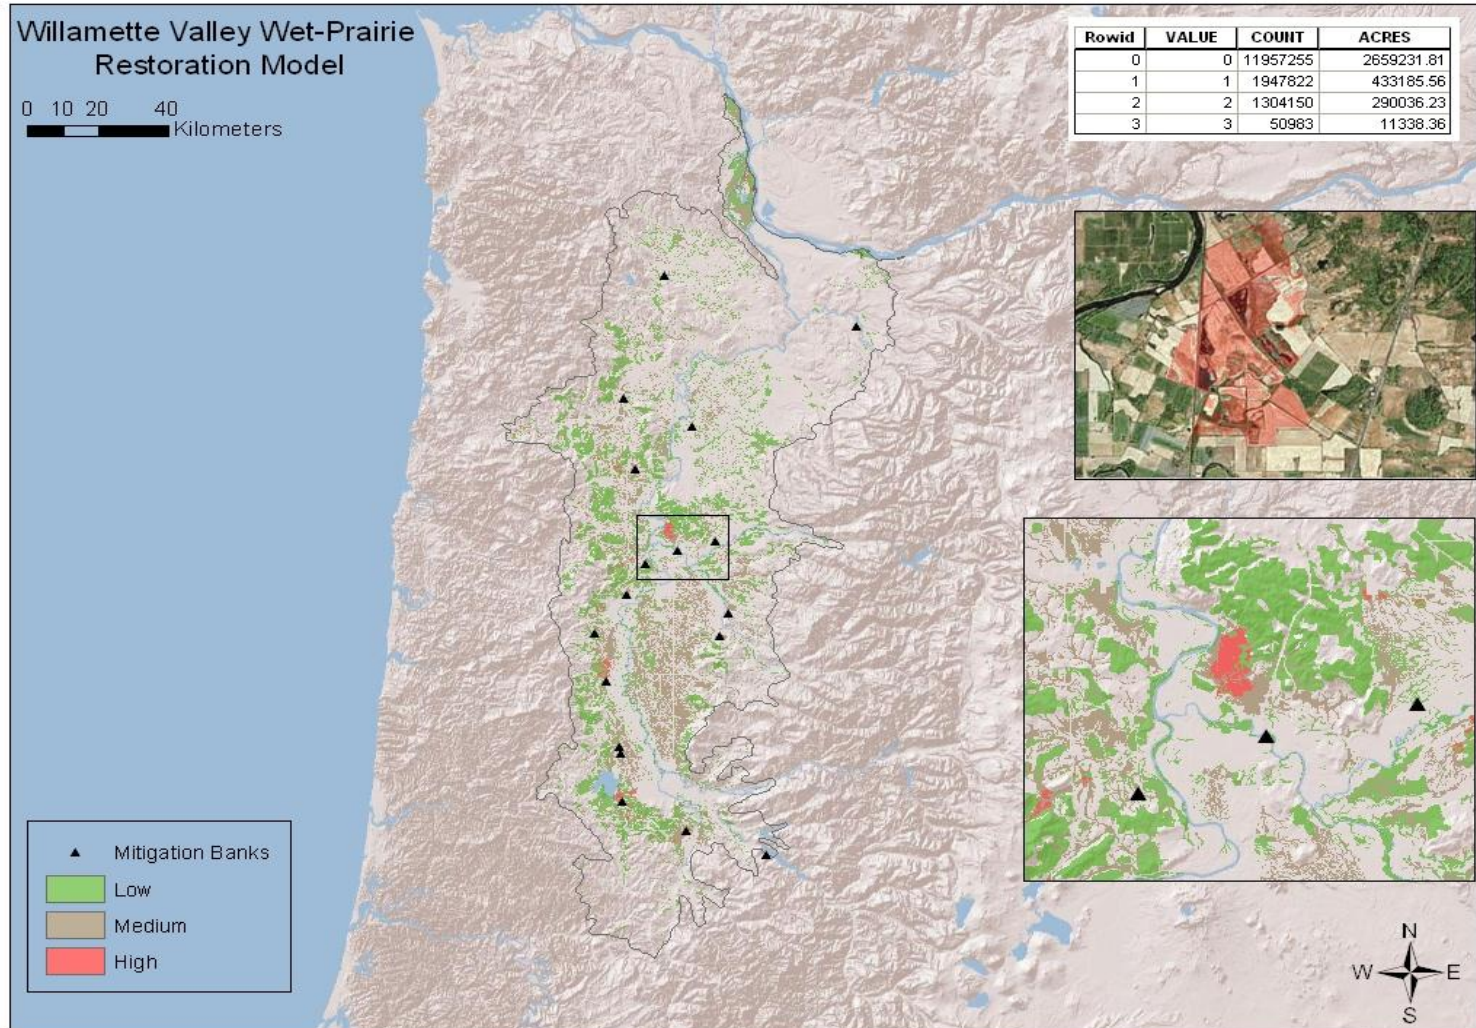 Willamette Valley Wet-Prairie
Restoration Model
0 10 20 40
Kilometers
Rowid VALUE COUNT ACRES
0 0 11957255 2659231.81
1 1 1947822 433185.56
2 2 1304150 290036.23
3 3 50983 11338.36
Mitigation Banks
Low
Medium
High
N
W E
S